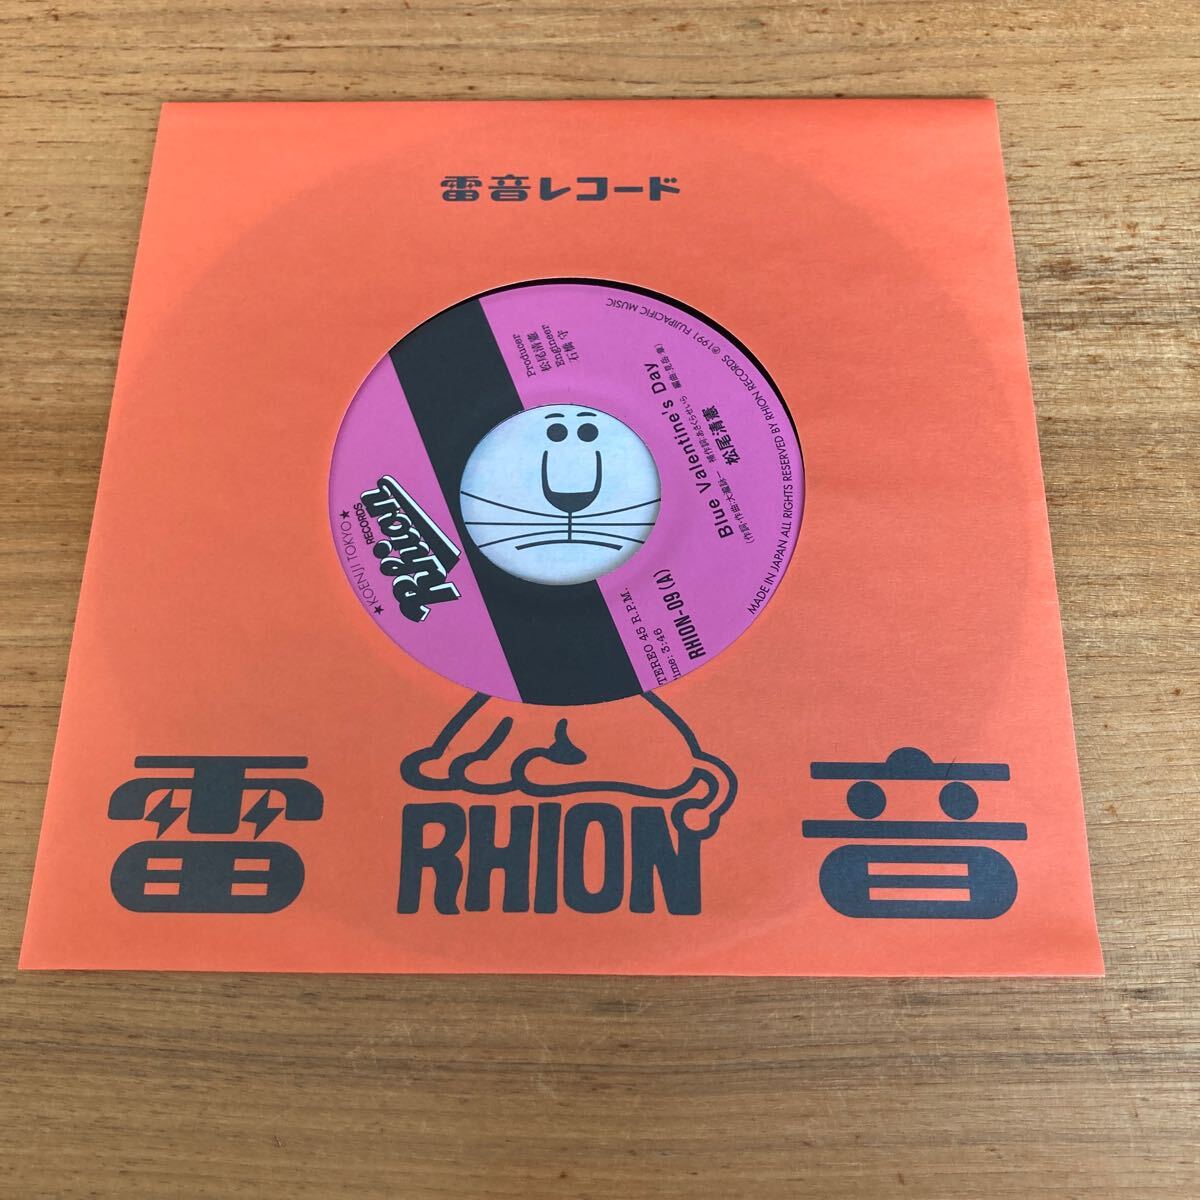 雷音レコード
Producer
松尾清憲
Engineer
石橋 守
★KOENJI TOKYO★
RECORDS
Rhion
Blue Valentine's Day
松尾清憲
RHION-09 (A)
TEREO 45 R.P.M.
ime: 3:46
℗1991 FUJIPACIFIC MUSIC
MADE IN JAPAN ALL RIGHTS RESERVED BY RHION RECORDS
雷
RHION
音